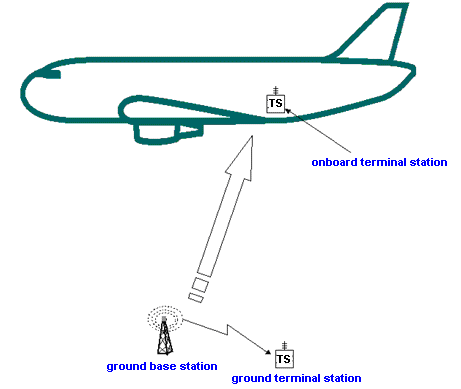 TS
onboard terminal station
ground base station
TS
ground terminal station